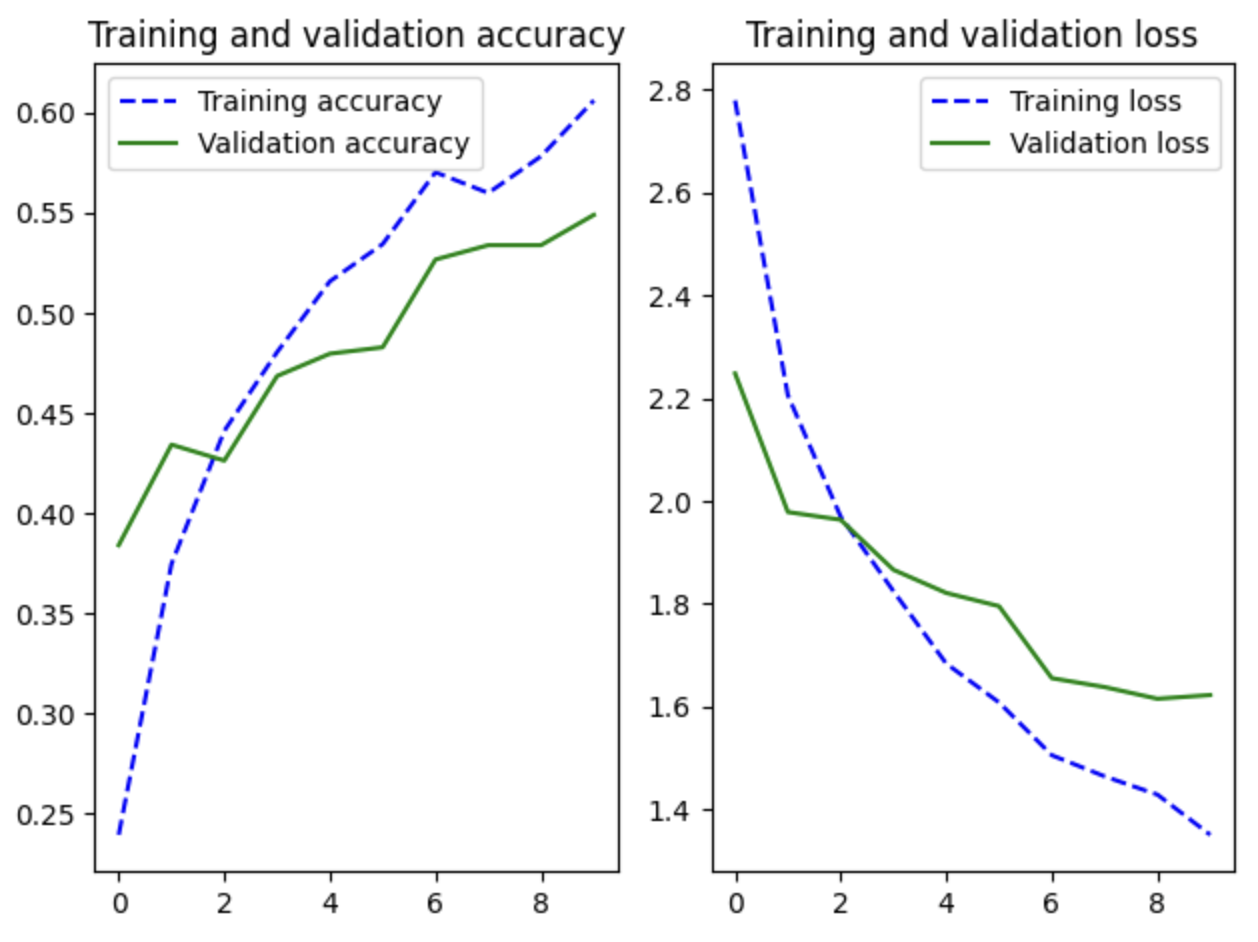 Training and validation accuracy
Training accuracy
Validation accuracy
0.60
0.55
0.50
0.45
0.40
0.35
0.30
0.25
0 2 4 6 8
Training and validation loss
Training loss
Validation loss
2.8
2.6
2.4
2.2
2.0
1.8
1.6
1.4
0 2 4 6 8